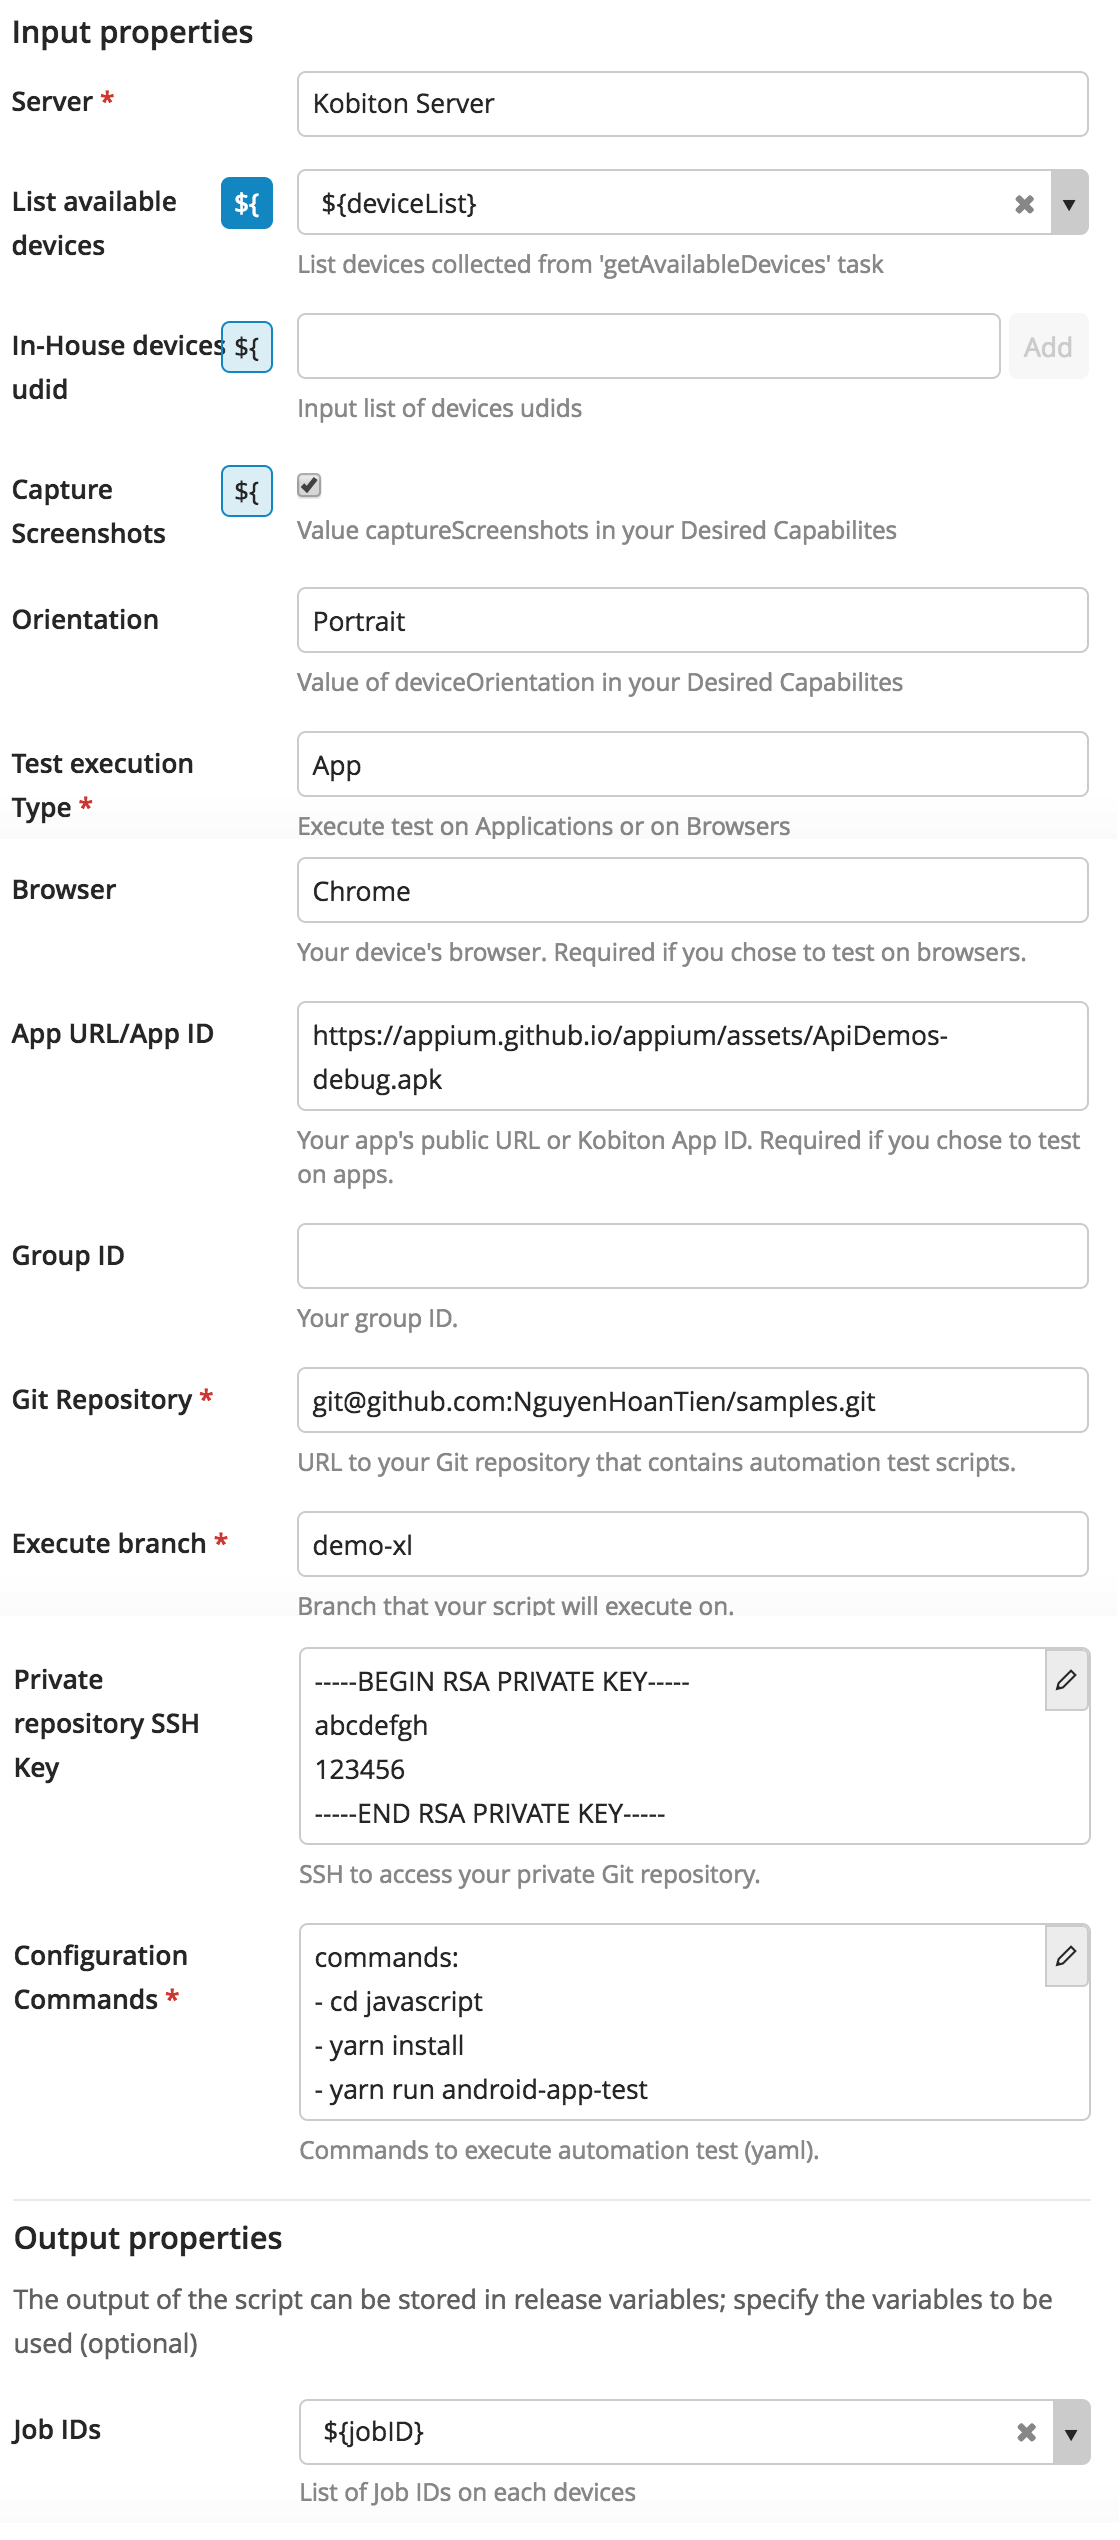 Input properties
Server *
Kobiton Server
List available
devices
${
${deviceList}
List devices collected from 'getAvailableDevices' task
In-House devices
udid
${
Add
Input list of devices udids
Capture
Screenshots
${
Value captureScreenshots in your Desired Capabilites
Orientation
Portrait
Value of deviceOrientation in your Desired Capabilites
Test execution
Type *
App
Execute test on Applications or on Browsers
Browser
Chrome
Your device's browser. Required if you chose to test on browsers.
App URL/App ID
https://appium.github.io/appium/assets/ApiDemos-
debug.apk
Your app's public URL or Kobiton App ID. Required if you chose to test
on apps.
Group ID
Your group ID.
Git Repository *
git@github.com:NguyenHoanTien/samples.git
URL to your Git repository that contains automation test scripts.
Execute branch *
demo-xl
Branch that your script will execute on.
Private
repository SSH
Key
-----BEGIN RSA PRIVATE KEY-----
abcdefgh
123456
-----END RSA PRIVATE KEY-----
SSH to access your private Git repository.
Configuration
Commands *
commands:
- cd javascript
- yarn install
- yarn run android-app-test
Commands to execute automation test (yaml).
Output properties
The output of the script can be stored in release variables; specify the variables to be
used (optional)
Job IDs
${jobID}
List of Job IDs on each devices